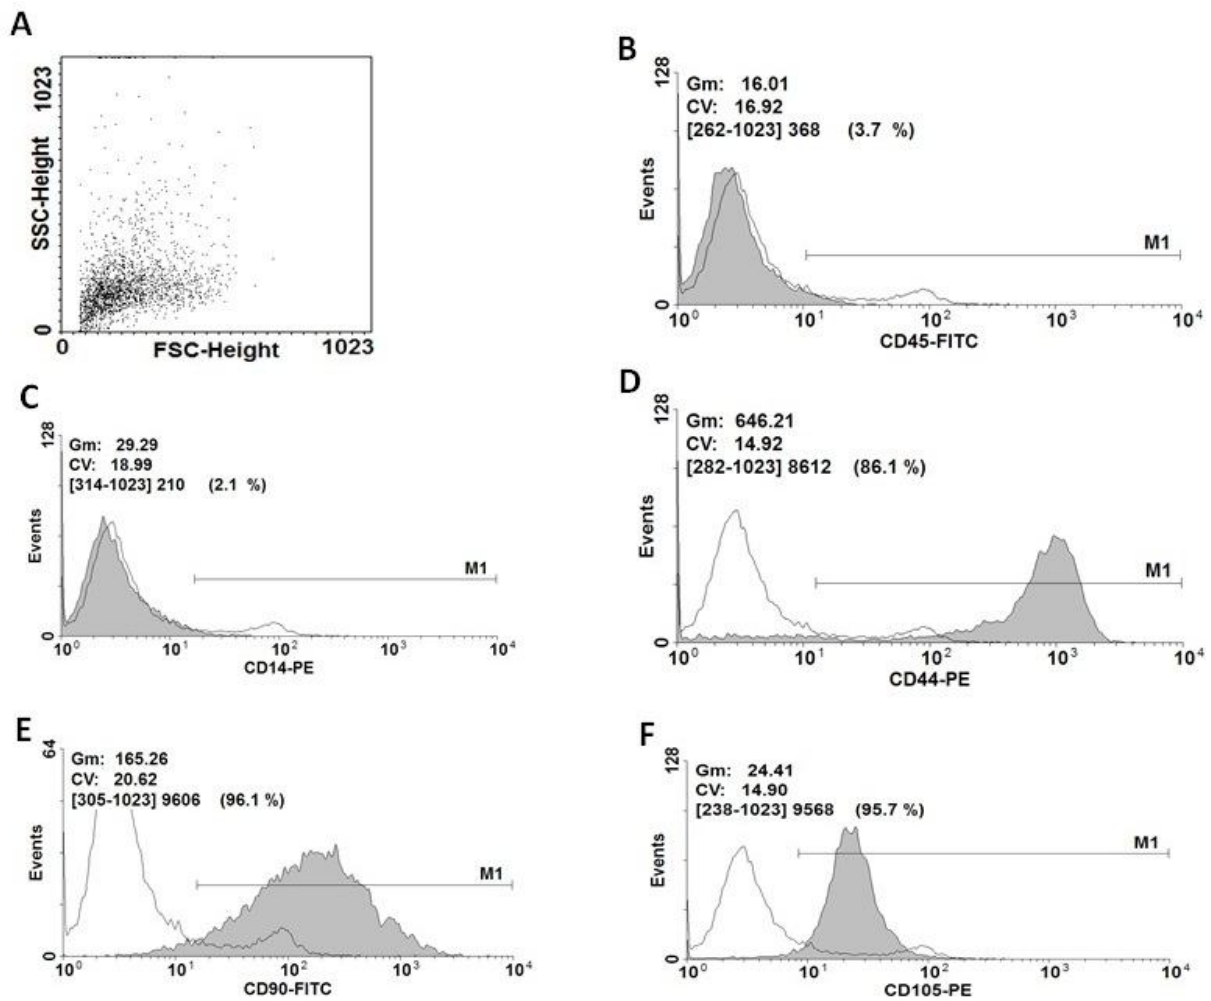 A
SSC-Height
1023
0
0
FSC-Height
1023
B
128
Gm: 16.01
CV: 16.92
[262-1023] 368 (3.7 %)
Events
M1
0
10^0 10^1 10^2 10^3 10^4
CD45-FITC
C
128
Gm: 29.29
CV: 18.99
[314-1023] 210 (2.1 %)
Events
M1
0
10^0 10^1 10^2 10^3 10^4
CD14-PE
D
128
Gm: 646.21
CV: 14.92
[282-1023] 8612 (86.1 %)
Events
M1
0
10^0 10^1 10^2 10^3 10^4
CD44-PE
E
64
Gm: 165.26
CV: 20.62
[305-1023] 9606 (96.1 %)
Events
M1
0
10^0 10^1 10^2 10^3 10^4
CD90-FITC
F
128
Gm: 24.41
CV: 14.90
[238-1023] 9568 (95.7 %)
Events
M1
0
10^0 10^1 10^2 10^3 10^4
CD105-PE